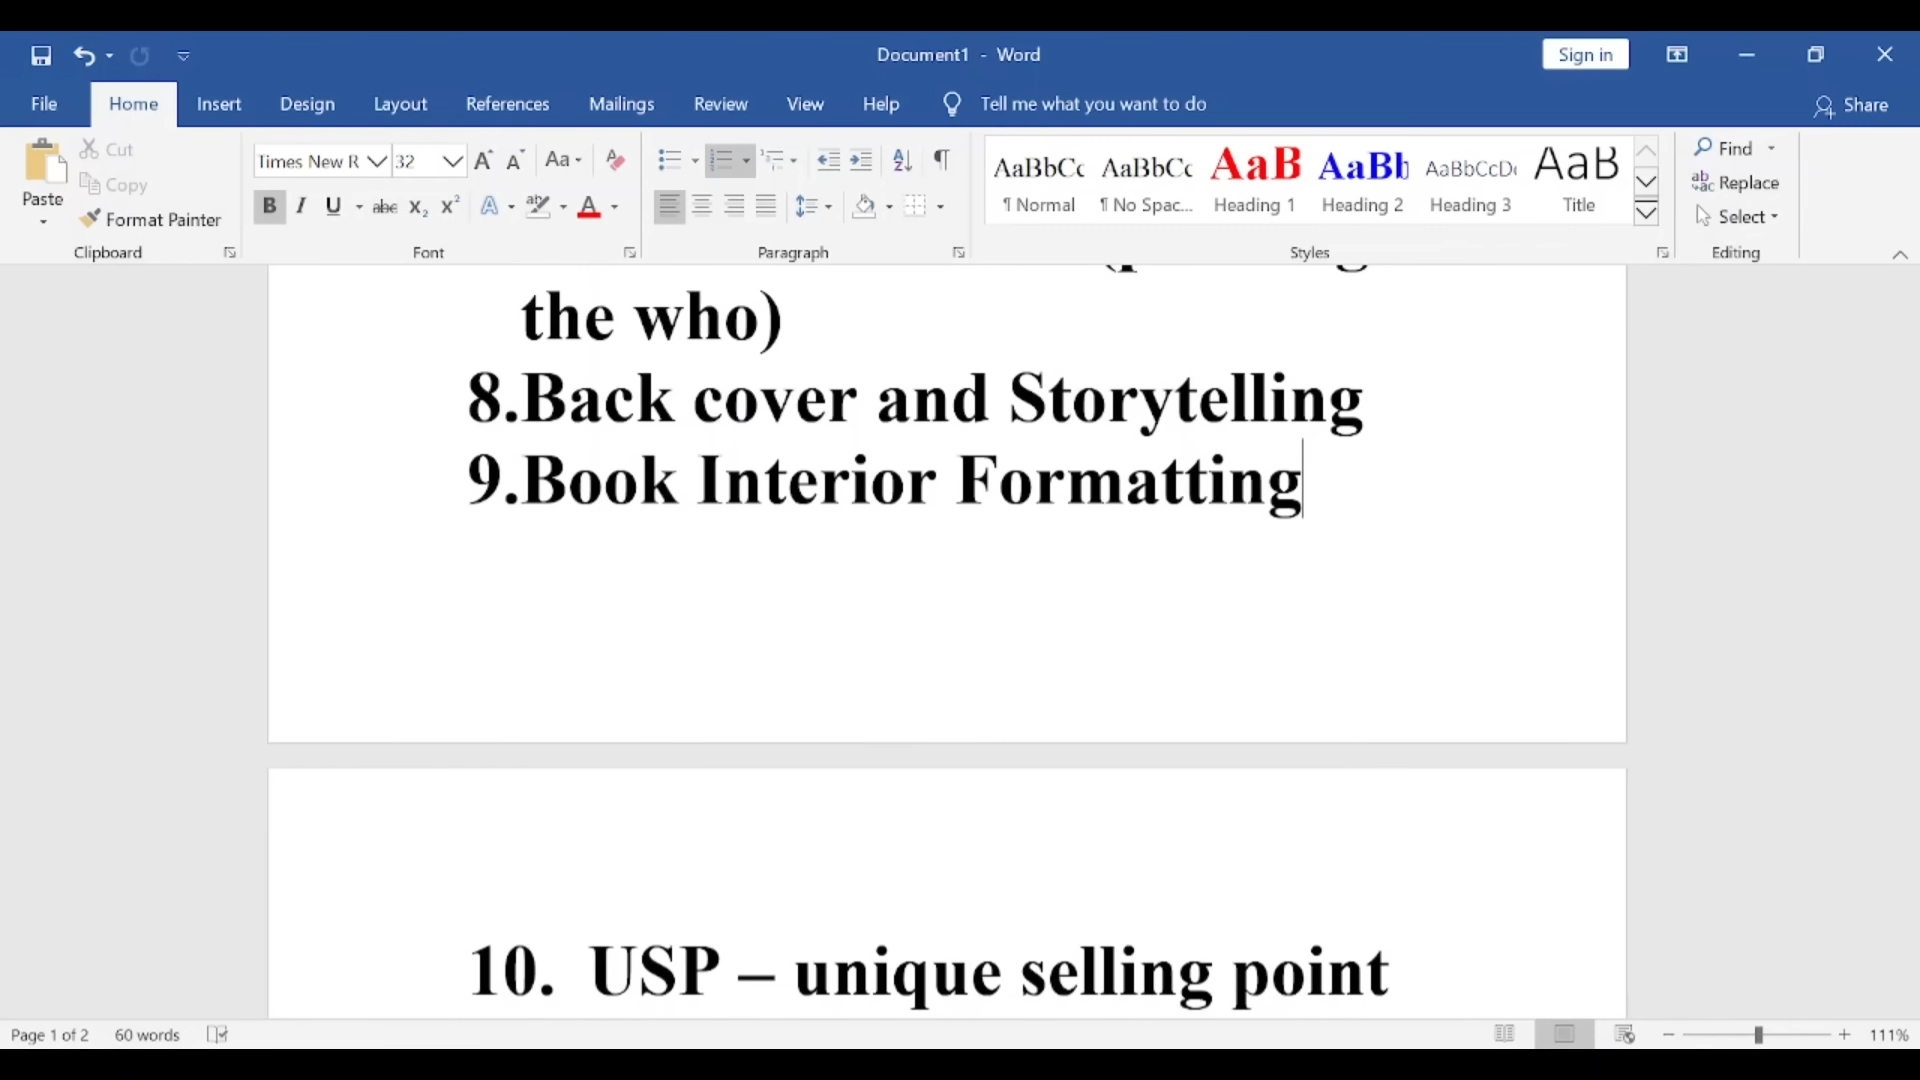 Document1 - Word
Sign in
File Home Insert Design Layout References Mailings Review View Help Tell me what you want to do Share
Paste
Cut
Copy
Format Painter
Clipboard
Times New R 32
Aa
B I U abc X₂ X²
A
Font
Paragraph
AaBbCc AaBbCc AaB AaBb AaBbCcD AaB
¶ Normal ¶ No Spac... Heading 1 Heading 2 Heading 3 Title
Styles
Find
Replace
Select
Editing
the who)
8.Back cover and Storytelling
9.Book Interior Formatting
10. USP – unique selling point
Page 1 of 2 60 words 111%